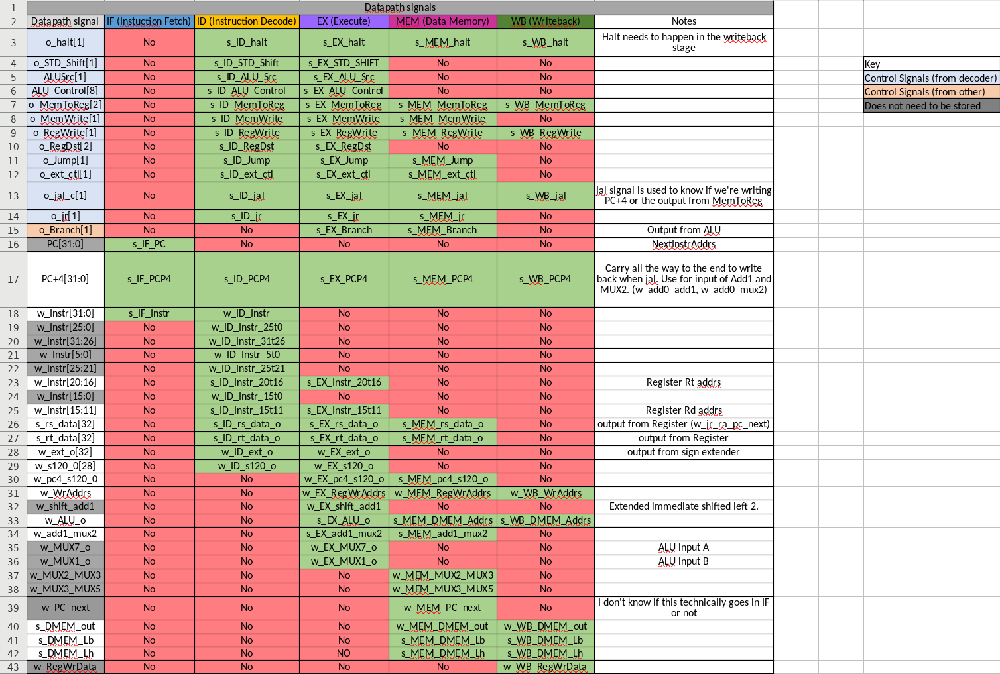 1 Datapath signals
2 Datapath signal IF (Instuction Fetch) ID (Instruction Decode) EX (Execute) MEM (Data Memory) WB (Writeback) Notes
3 o_halt[1] No s_ID_halt s_EX_halt s_MEM_halt s_WB_halt Halt needs to happen in the writeback
stage
4 o_STD_Shift[1] No s_ID_STD_Shift s_EX_STD_SHIFT No No Key
5 ALUSrc[1] No s_ID_ALU_Src s_EX_ALU_Src No No Control Signals (from decoder)
6 ALU_Control[8] No s_ID_ALU_Control s_EX_ALU_Control No No Control Signals (from other)
7 o_MemToReg[2] No s_ID_MemToReg s_EX_MemToReg s_MEM_MemToReg s_WB_MemToReg Does not need to be stored
8 o_MemWrite[1] No s_ID_MemWrite s_EX_MemWrite s_MEM_MemWrite No
9 o_RegWrite[1] No s_ID_RegWrite s_EX_RegWrite s_MEM_RegWrite s_WB_RegWrite
10 o_RegDst[2] No s_ID_RegDst s_EX_RegDst No No
11 o_Jump[1] No s_ID_Jump s_EX_Jump s_MEM_Jump No
12 o_ext_ctl[1] No s_ID_ext_ctl s_EX_ext_ctl s_MEM_ext_ctl No
13 o_jal_c[1] No s_ID_jal s_EX_jal s_MEM_jal s_WB_jal jal signal is used to know if we're writing
PC+4 or the output from MemToReg
14 o_jr[1] No s_ID_jr s_EX_jr s_MEM_jr No
15 o_Branch[1] No No s_EX_Branch s_MEM_Branch No Output from ALU
16 PC[31:0] s_IF_PC No No No No NextInstrAddrs
17 PC+4[31:0] s_IF_PCP4 s_ID_PCP4 s_EX_PCP4 s_MEM_PCP4 s_WB_PCP4 Carry all the way to the end to write
back when jal. Use for input of Add1 and
MUX2. (w_add0_add1, w_add0_mux2)
18 w_Instr[31:0] s_IF_Instr w_ID_Instr No No No
19 w_Instr[25:0] No w_ID_Instr_25t0 No No No
20 w_Instr[31:26] No w_ID_Instr_31t26 No No No
21 w_Instr[5:0] No w_ID_Instr_5t0 No No No
22 w_Instr[25:21] No w_ID_Instr_25t21 No No No
23 w_Instr[20:16] No s_ID_Instr_20t16 s_EX_Instr_20t16 No No Register Rt addrs
24 w_Instr[15:0] No w_ID_Instr_15t0 No No No
25 w_Instr[15:11] No s_ID_Instr_15t11 s_EX_Instr_15t11 No No Register Rd addrs
26 s_rs_data[32] No s_ID_rs_data_o s_EX_rs_data_o s_MEM_rs_data_o No output from Register (w_jr_ra_pc_next)
27 s_rt_data[32] No s_ID_rt_data_o s_EX_rt_data_o s_MEM_rt_data_o No output from Register
28 w_ext_o[32] No w_ID_ext_o w_EX_ext_o No No output from sign extender
29 w_s120_0[28] No w_ID_s120_o w_EX_s120_o No No
30 w_pc4_s120_0 No No w_EX_pc4_s120_o s_MEM_pc4_s120_o No
31 w_WrAddrs No No w_EX_RegWrAddrs w_MEM_RegWrAddrs w_WB_WrAddrs
32 w_shift_add1 No No w_EX_shift_add1 No No Extended immediate shifted left 2.
33 w_ALU_o No No s_EX_ALU_o s_MEM_DMEM_Addrs s_WB_DMEM_Addrs
34 w_add1_mux2 No No s_EX_add1_mux2 s_MEM_add1_mux2 No
35 w_MUX7_o No No w_EX_MUX7_o No No ALU input A
36 w_MUX1_o No No w_EX_MUX1_o No No ALU input B
37 w_MUX2_MUX3 No No No w_MEM_MUX2_MUX3 No
38 w_MUX3_MUX5 No No No w_MEM_MUX3_MUX5 No
39 w_PC_next No No No w_MEM_PC_next No I don't know if this technically goes in IF
or not
40 s_DMEM_out No No No w_MEM_DMEM_out w_WB_DMEM_out
41 s_DMEM_Lb No No No s_MEM_DMEM_Lb s_WB_DMEM_Lb
42 s_DMEM_Lh No No NO s_MEM_DMEM_Lh s_WB_DMEM_Lh
43 w_RegWrData No No No No w_WB_RegWrData